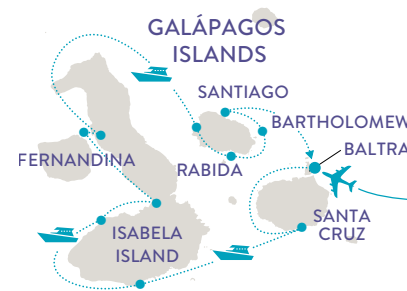 GALÁPAGOS
ISLANDS
SANTIAGO
BARTHOLOMEW
BALTRA
FERNANDINA
RABIDA
SANTA
CRUZ
ISABELA
ISLAND